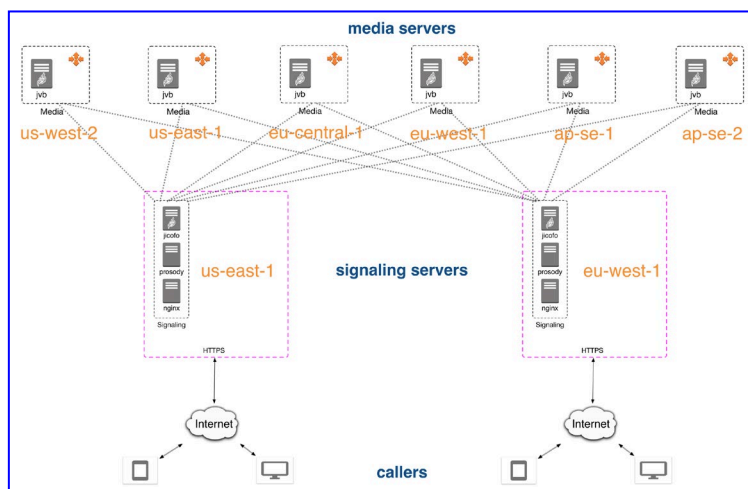 media servers
jvb jvb jvb jvb jvb jvb
Media Media Media Media Media Media
us-west-2 us-east-1 eu-central-1 eu-west-1 ap-se-1 ap-se-2
jicofo jicofo
prosody prosody
us-east-1 signaling servers eu-west-1
nginx nginx
Signaling Signaling
HTTPS HTTPS
Internet Internet
callers